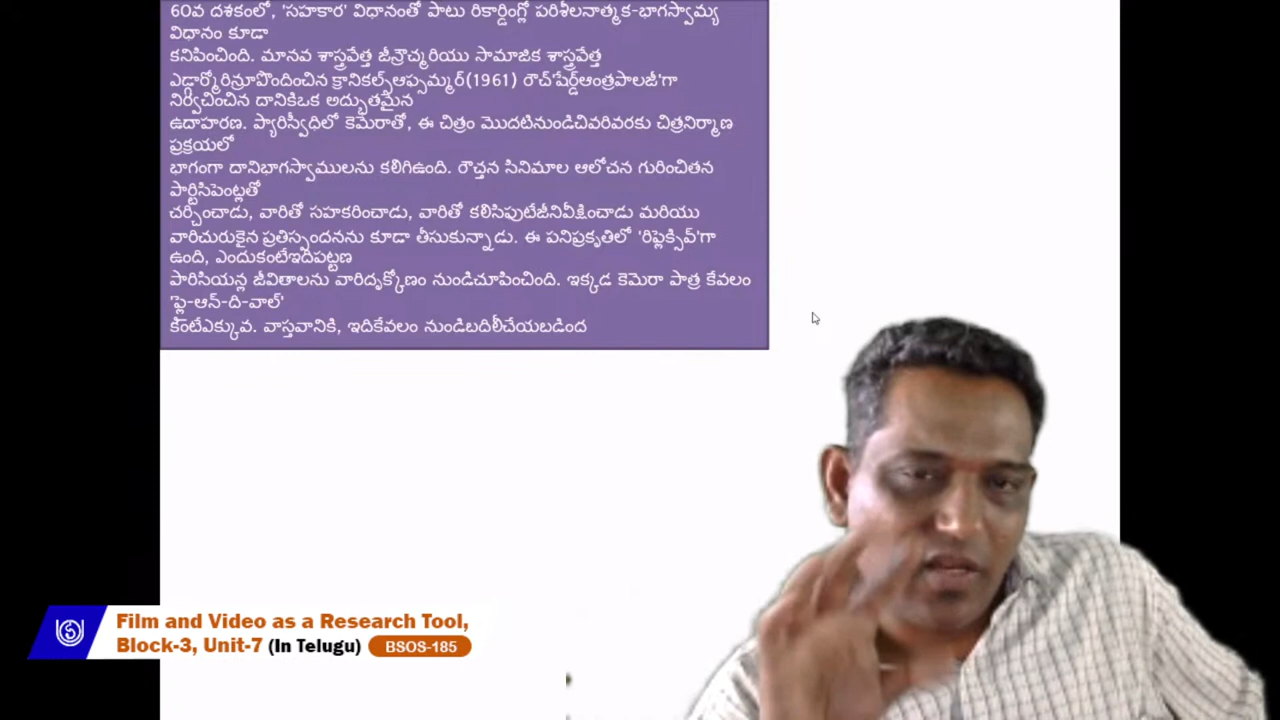 60వ దశకంలో, 'సహకార' విధానంతో పాటు రికార్డింగ్లో పరిశీలనాత్మక-భాగస్వామ్య
విధానం కూడా
కనిపించింది. మానవ శాస్త్రవేత్త జీన్రౌచ్మరియు సామాజిక శాస్త్రవేత్త
ఎడ్గార్మోరిన్రూపొందించిన క్రానికల్స్ఆఫ్సమ్మర్(1961) రౌచ్'షేర్డ్ఆంత్రపాలజీ'గా
నిర్వచించిన దానికిఒక అద్భుతమైన
ఉదాహరణ. ప్యారిస్వీధిలో కెమెరాతో, ఈ చిత్రం మొదటినుండిచివరివరకు చిత్రనిర్మాణ
ప్రక్రయలో
భాగంగా దానిభాగస్వాములను కలిగిఉంది. రౌచ్తన సినిమాల ఆలోచన గురించితన
పార్టిసిపెంట్లతో
చర్చించాడు, వారితో సహకరించాడు, వారితో కలిసిఫుటేజీనివీక్షించాడు మరియు
వారిచురుకైన ప్రతిస్పందనను కూడా తీసుకున్నాడు. ఈ పనిప్రకృతిలో 'రిఫ్లెక్సివ్'గా
ఉంది, ఎందుకంటేఇదిపట్టణ
పారిసియన్ల జీవితాలను వారిదృక్కోణం నుండిచూపించింది. ఇక్కడ కెమెరా పాత్ర కేవలం
'ఫ్లై-ఆన్-ది-వాల్'
కంటేఎక్కువ. వాస్తవానికి, ఇదికేవలం నుండిబదిలీచేయబడింద
Film and Video as a Research Tool,
Block-3, Unit-7 (In Telugu) BSOS-185